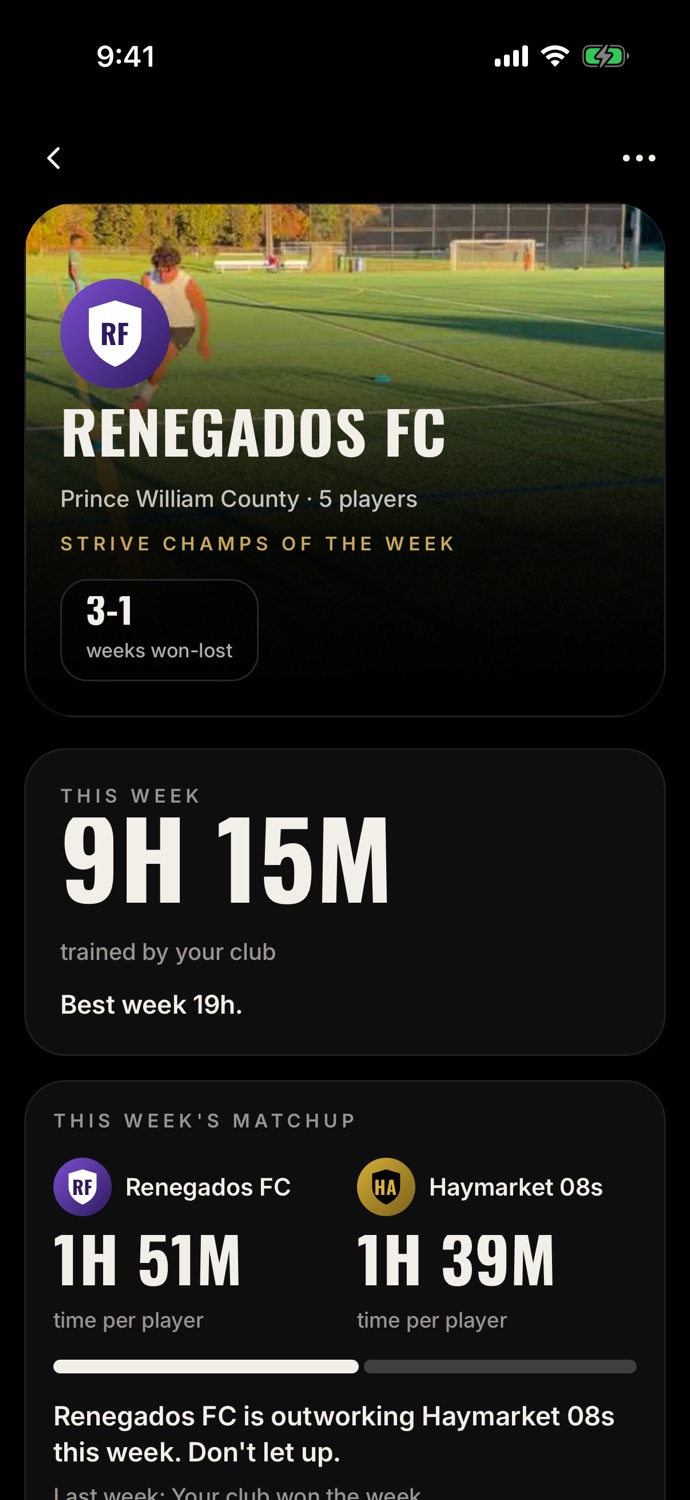 9:41
RF
RENEGADOS FC
Prince William County · 5 players
STRIVE CHAMPS OF THE WEEK
3-1
weeks won-lost
THIS WEEK
9H 15M
trained by your club
Best week 19h.
THIS WEEK'S MATCHUP
RF Renegados FC
HA Haymarket 08s
1H 51M
1H 39M
time per player
time per player
Renegados FC is outworking Haymarket 08s
this week. Don't let up.
Last week: Your club won the week